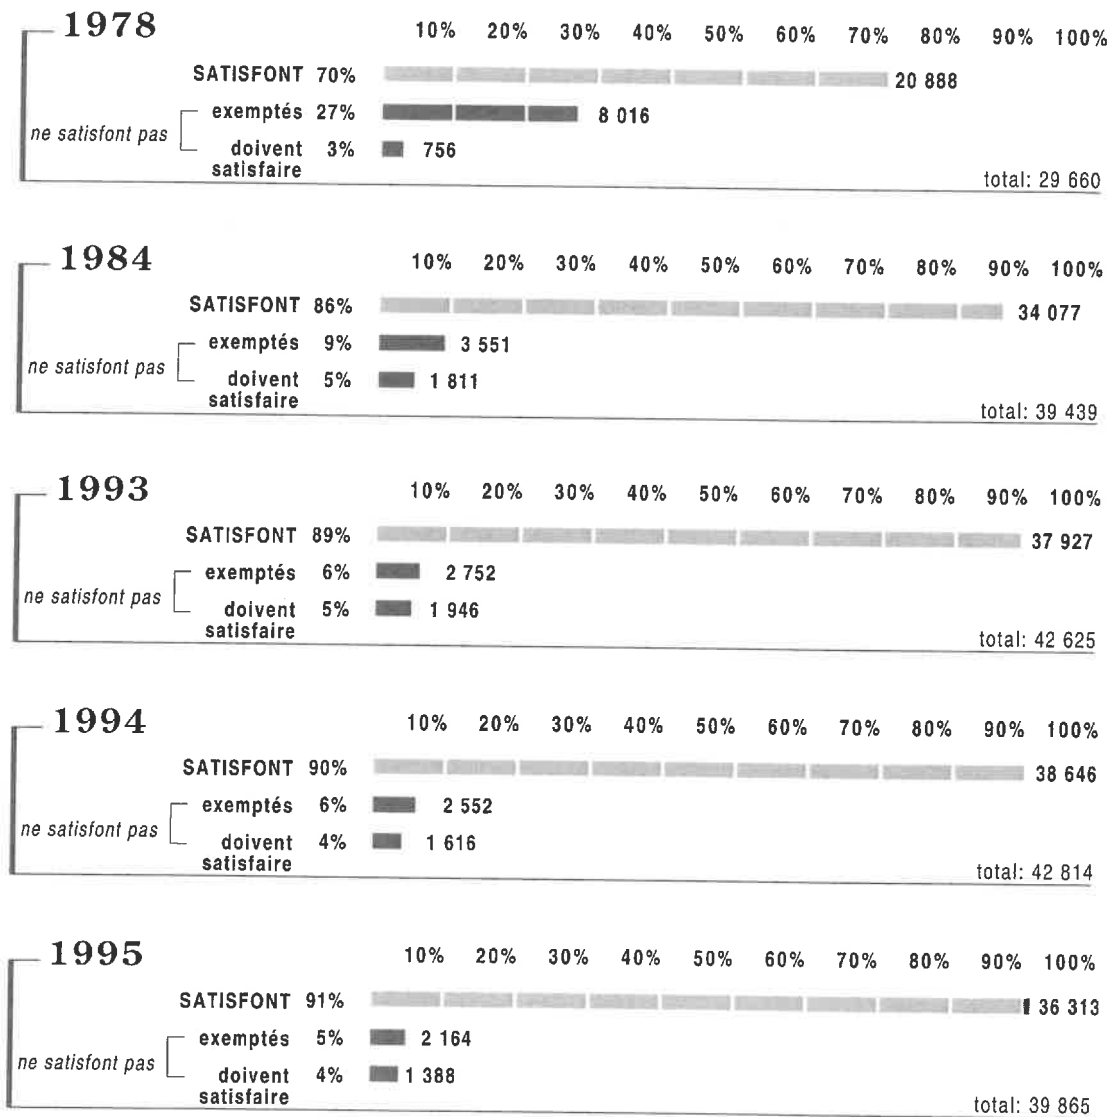 1978
10% 20% 30% 40% 50% 60% 70% 80% 90% 100%
SATISFONT 70% 20 888
exemptés 27% 8 016
ne satisfont pas
doivent satisfaire 3% 756
total: 29 660
1984
10% 20% 30% 40% 50% 60% 70% 80% 90% 100%
SATISFONT 86% 34 077
exemptés 9% 3 551
ne satisfont pas
doivent satisfaire 5% 1 811
total: 39 439
1993
10% 20% 30% 40% 50% 60% 70% 80% 90% 100%
SATISFONT 89% 37 927
exemptés 6% 2 752
ne satisfont pas
doivent satisfaire 5% 1 946
total: 42 625
1994
10% 20% 30% 40% 50% 60% 70% 80% 90% 100%
SATISFONT 90% 38 646
exemptés 6% 2 552
ne satisfont pas
doivent satisfaire 4% 1 616
total: 42 814
1995
10% 20% 30% 40% 50% 60% 70% 80% 90% 100%
SATISFONT 91% 36 313
exemptés 5% 2 164
ne satisfont pas
doivent satisfaire 4% 1 388
total: 39 865